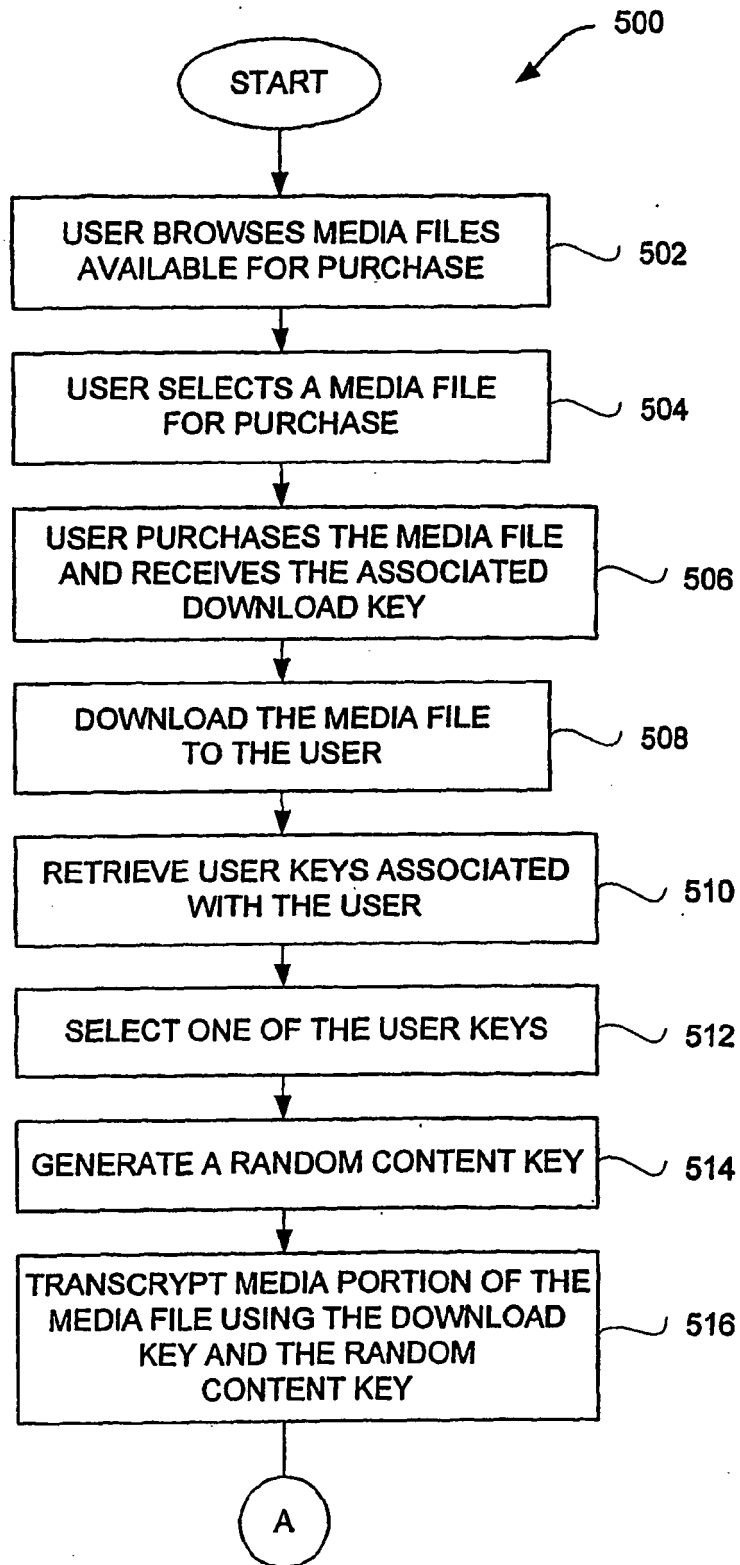 500
START
USER BROWSES MEDIA FILES
AVAILABLE FOR PURCHASE
502
USER SELECTS A MEDIA FILE
FOR PURCHASE
504
USER PURCHASES THE MEDIA FILE
AND RECEIVES THE ASSOCIATED
DOWNLOAD KEY
506
DOWNLOAD THE MEDIA FILE
TO THE USER
508
RETRIEVE USER KEYS ASSOCIATED
WITH THE USER
510
SELECT ONE OF THE USER KEYS
512
GENERATE A RANDOM CONTENT KEY
514
TRANSCRYPT MEDIA PORTION OF THE
MEDIA FILE USING THE DOWNLOAD
KEY AND THE RANDOM
CONTENT KEY
516
A